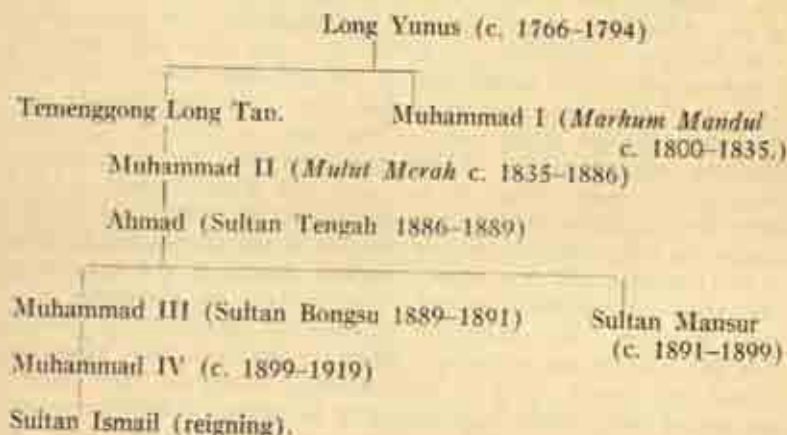 Long Yunus (c. 1766–1794)
Temenggong Long Tan.
Muhammad I (Marhum Mandul
c. 1800–1835.)
Muhammad II (Mulut Merah c. 1835–1886)
Ahmad (Sultan Tengah 1886–1889)
Muhammad III (Sultan Bongsu 1889–1891)
Sultan Mansur
(c. 1891–1899)
Muhammad IV (c. 1899–1919)
Sultan Ismail (reigning).